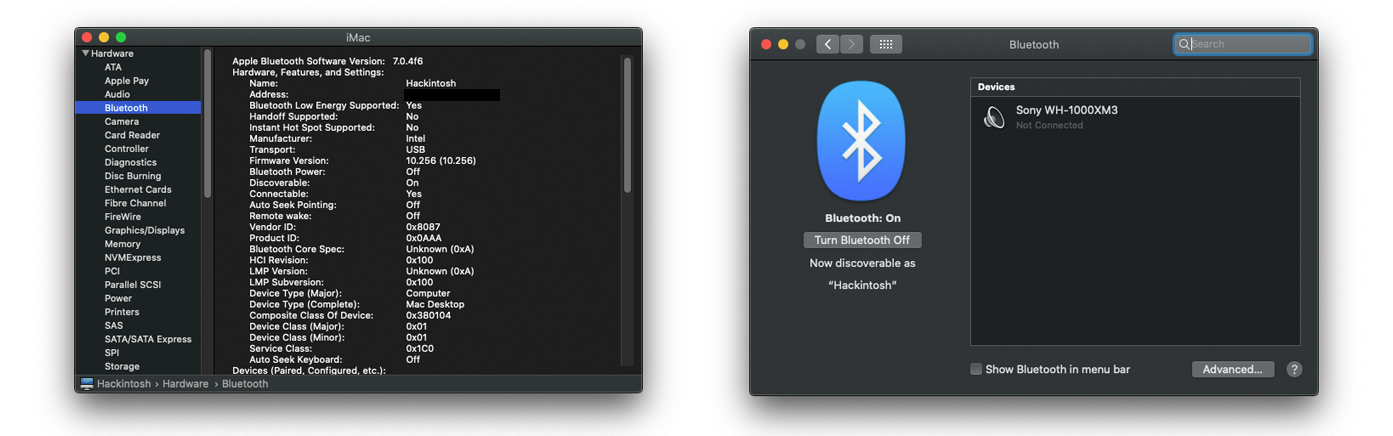 iMac
Hardware
ATA
Apple Pay
Audio
Bluetooth
Camera
Card Reader
Controller
Diagnostics
Disc Burning
Ethernet Cards
Fibre Channel
FireWire
Graphics/Displays
Memory
NVMExpress
PCI
Parallel SCSI
Power
Printers
SAS
SATA/SATA Express
SPI
Storage
Apple Bluetooth Software Version: 7.0.4f6
Hardware, Features, and Settings:
Name: Hackintosh
Address:
Bluetooth Low Energy Supported: Yes
Handoff Supported: No
Instant Hot Spot Supported: No
Manufacturer: Intel
Transport: USB
Firmware Version: 10.256 (10.256)
Bluetooth Power: Off
Discoverable: On
Connectable: Yes
Auto Seek Pointing: Off
Remote wake: Off
Vendor ID: 0x8087
Product ID: 0x0AAA
Bluetooth Core Spec: Unknown (0xA)
HCI Revision: 0x100
LMP Version: Unknown (0xA)
LMP Subversion: 0x100
Device Type (Major): Computer
Device Type (Complete): Mac Desktop
Composite Class Of Device: 0x380104
Device Class (Major): 0x01
Device Class (Minor): 0x01
Service Class: 0x1C0
Auto Seek Keyboard: Off
Devices (Paired, Configured, etc.):
Hackintosh › Hardware › Bluetooth
Bluetooth
Search
Bluetooth: On
Turn Bluetooth Off
Now discoverable as
“Hackintosh”
Devices
Sony WH-1000XM3
Not Connected
Show Bluetooth in menu bar
Advanced...
?